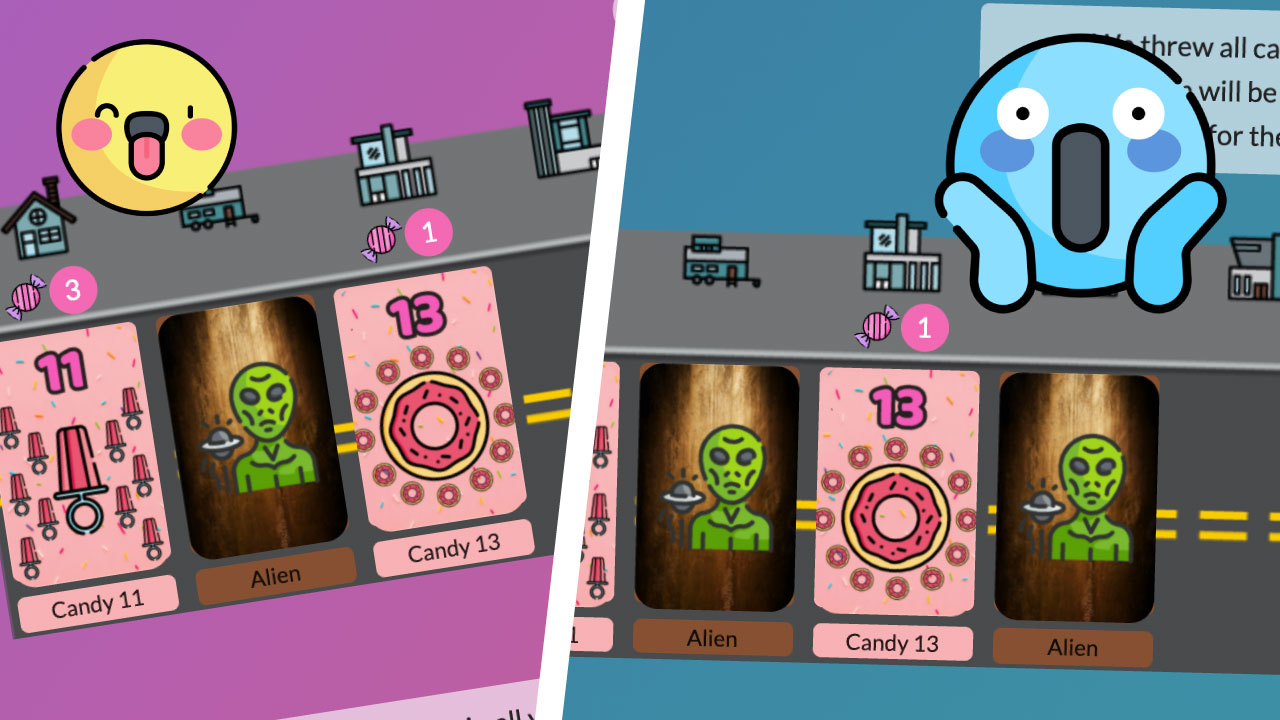 3
1
11
13
Candy 11
Alien
Candy 13
threw all ca
will be
for the
1
13
1
Alien
Candy 13
Alien